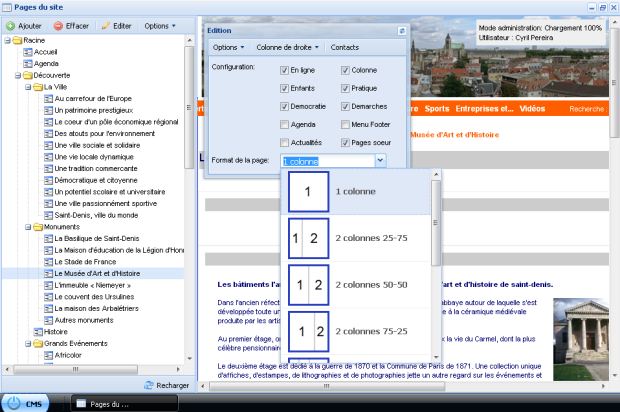 Pages du site
Ajouter Effacer Editer Options
Racine
Accueil
Agenda
Découverte
La Ville
Au carrefour de l'Europe
Un patrimoine prestigieux
Le coeur d'un pôle économique régional
Des atouts pour l'environnement
Une ville sociale et solidaire
Une vie locale dynamique
Une tradition commerçante
Démocratique et citoyenne
Un potentiel scolaire et universitaire
Une ville passionnément sportive
Saint-Denis, ville du monde
Monuments
La Basilique de Saint-Denis
La Maison d'éducation de la Légion d'Honn
Le Stade de France
Le Musée d'Art et d'Histoire
L'immeuble « Niemeyer »
Le couvent des Ursulines
La maison des Arbalétriers
Autres monuments
Histoire
Grands Evénements
Africolor
Recharger
Edition
Options Colonne de droite Contacts
Configuration:
En ligne Colonne
Enfants Pratique
Democratie Demarches
Agenda Menu Footer
Actualités Pages soeur
Format de la page: 1 colonne
1 1 colonne
1 2 2 colonnes 25-75
1 2 2 colonnes 50-50
1 2 2 colonnes 75-25
Mode administration: Chargement 100%
Utilisateur : Cyril Pereira
Sports Entreprises et... Vidéos Recherche :
Musée d'Art et d'Histoire
Les bâtiments l'a
'art et d'histoire de saint-denis.
Dans l'ancien réfect
abbaye autour de laquelle s'est
développée toute un
e à la céramique médiévale
produite par les artis
Au premier étage, on
x la vie du Carmel, dont la plus
célèbre pensionnair
Le deuxième étage est dédié à la guerre de 1870 et la Commune de Paris de 1871. Une collection unique
d'affiches, d'estampes, de lithographies et de photographies jette un autre regard sur les événements et
CMS Pages du ...